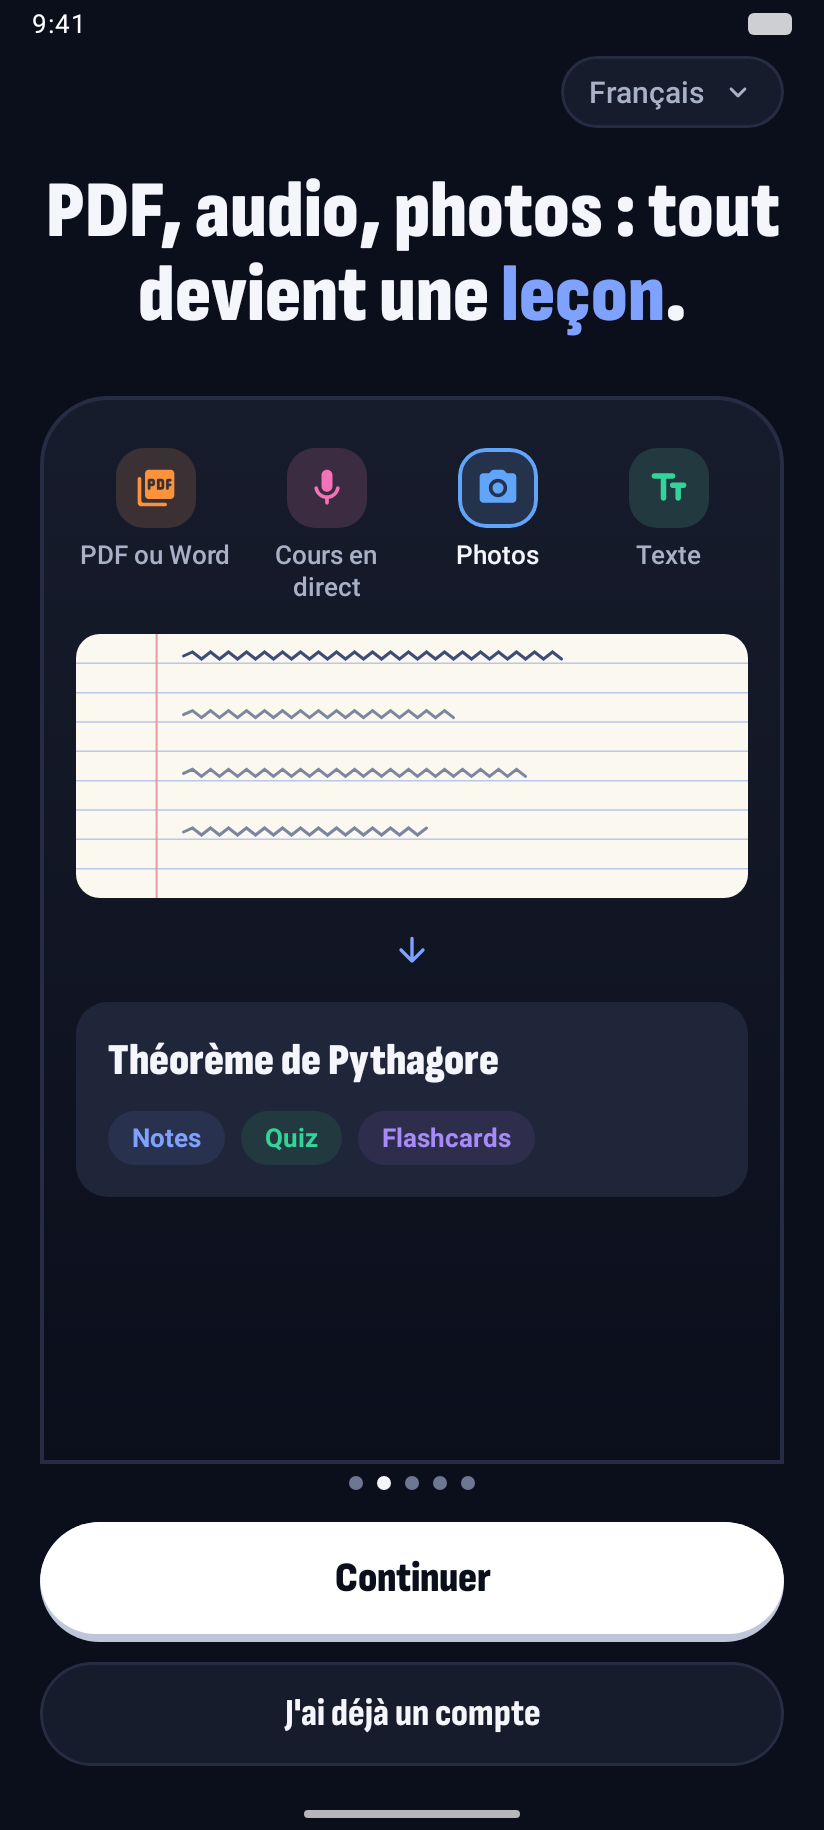 9:41
Français
PDF, audio, photos : tout
devient une leçon.
PDF
PDF ou Word
Cours en
direct
Photos
Tт
Texte
Théorème de Pythagore
Notes
Quiz
Flashcards
Continuer
J'ai déjà un compte